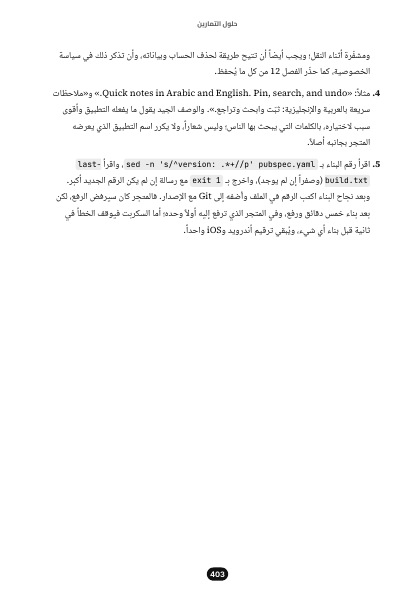 حلول التمارين
ومشفّرة أثناء النقل؛ ويجب أيضاً أن تتيح طريقة لحذف الحساب وبياناته، وأن تذكر ذلك في سياسة
الخصوصية، كما حذّر الفصل 12 من كل ما يُحفظ.
4. مثلاً: «Quick notes in Arabic and English. Pin, search, and undo.» و«ملاحظات
سريعة بالعربية والإنجليزية: ثبّت وابحث وتراجع.». والوصف الجيد يقول ما يفعله التطبيق وأقوى
سبب لاختياره، بالكلمات التي يبحث بها الناس؛ وليس شعاراً، ولا يكرر اسم التطبيق الذي يعرضه
المتجر بجانبه أصلاً.
5. اقرأ رقم البناء بـ sed -n 's/^version: .*+//p' pubspec.yaml، واقرأ last-
build.txt (وصفراً إن لم يوجد)، واخرج بـ exit 1 مع رسالة إن لم يكن الرقم الجديد أكبر.
وبعد نجاح البناء اكتب الرقم في الملف وأضفه إلى Git مع الإصدار. فالمتجر كان سيرفض الرفع، لكن
بعد بناء خمس دقائق ورفع، وفي المتجر الذي ترفع إليه أولاً وحده؛ أما السكربت فيوقف الخطأ في
ثانية قبل بناء أي شيء، ويُبقي ترقيم أندرويد وiOS واحداً.
403